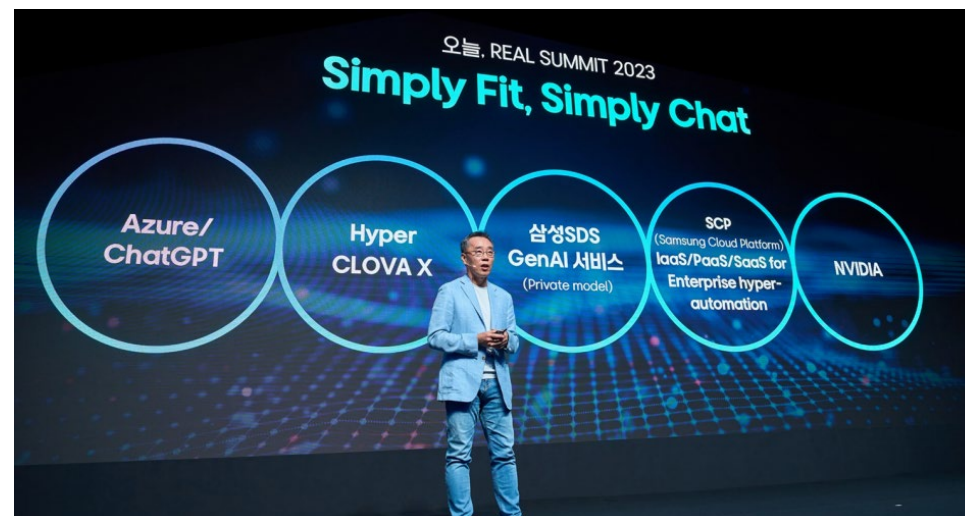 오늘, REAL SUMMIT 2023
Simply Fit, Simply Chat
Azure/
ChatGPT
Hyper
CLOVA X
삼성SDS
GenAI 서비스
(Private model)
SCP
(Samsung Cloud Platform)
IaaS/PaaS/SaaS for
Enterprise hyper-
automation
NVIDIA